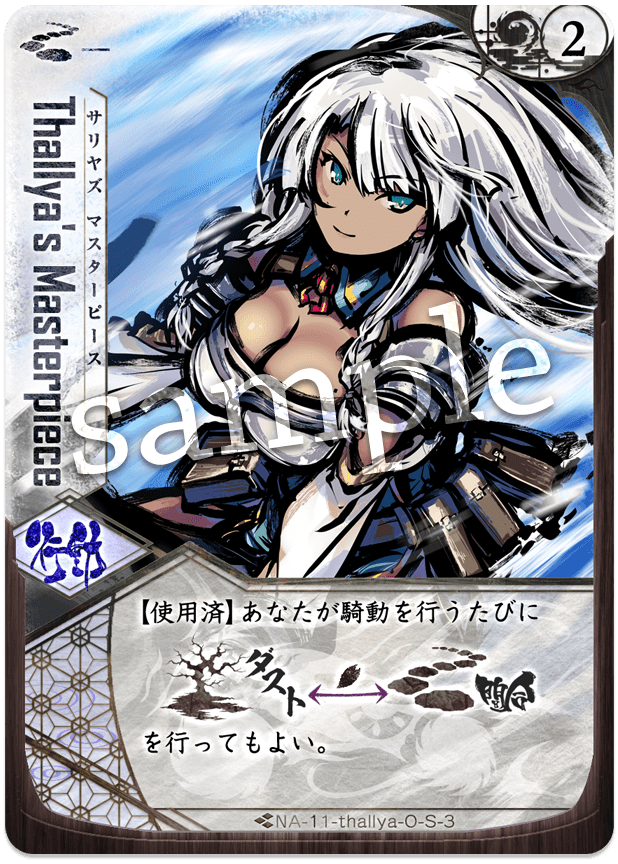 2
Thallya's Masterpiece
サリヤズ マスターピース
sample
行動
【使用済】あなたが騎動を行うたびに
ダスト 間合
を行ってもよい。
NA-11-thallya-O-S-3